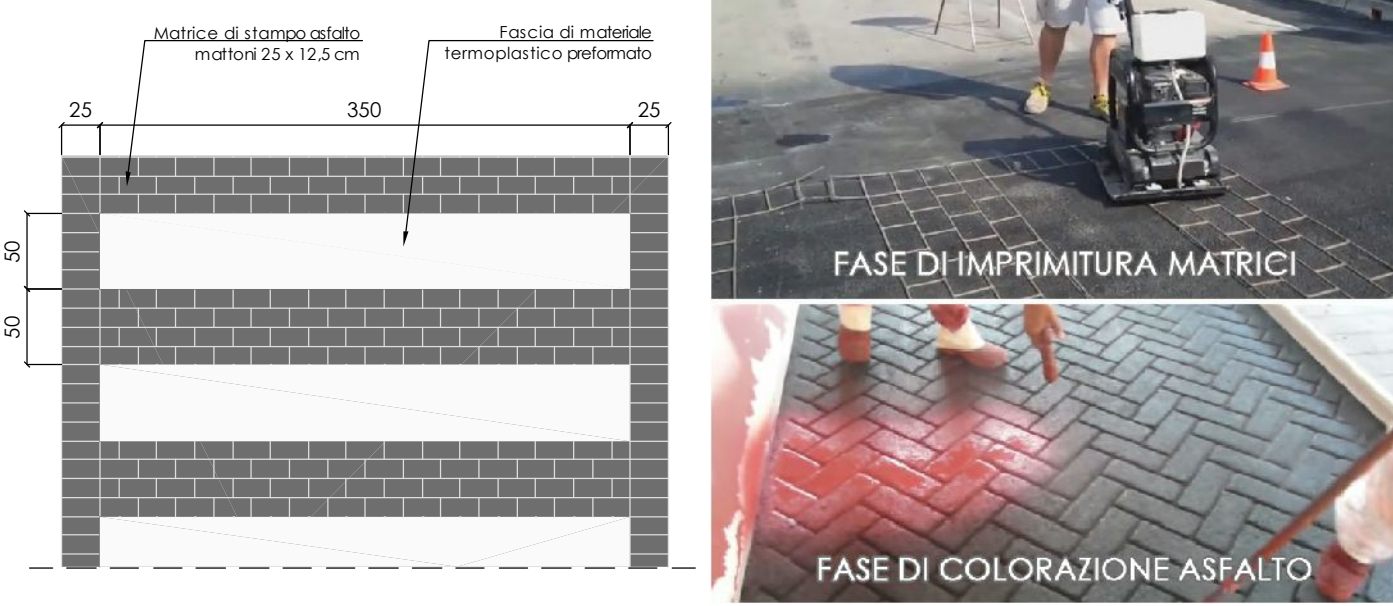 Matrice di stampo asfalto
mattoni 25 x 12,5 cm
Fascia di materiale
termoplastico preformato
25
350
25
50
50
FASE DI IMPRIMITURA MATRICI
FASE DI COLORAZIONE ASFALTO